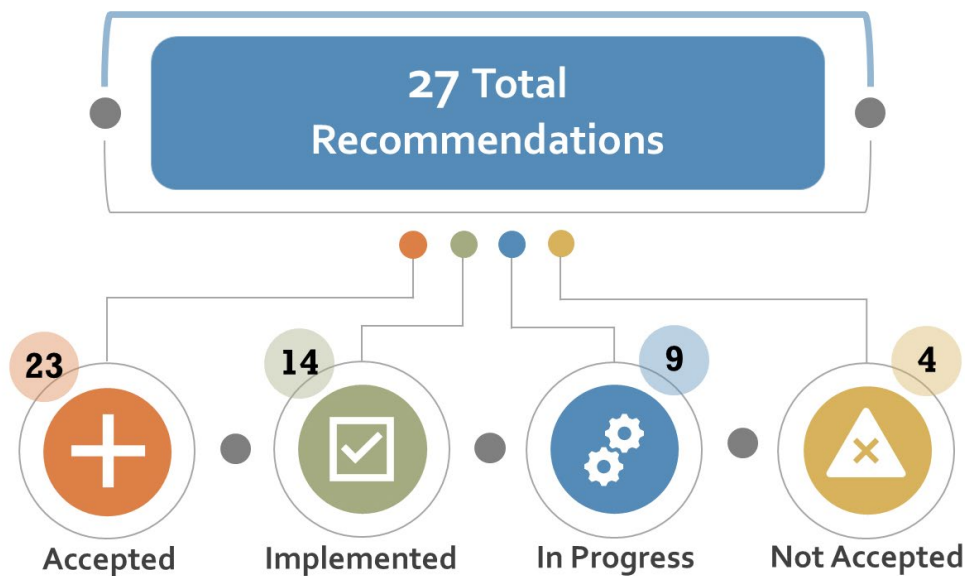 27 Total
Recommendations
23
14
9
4
Accepted
Implemented
In Progress
Not Accepted